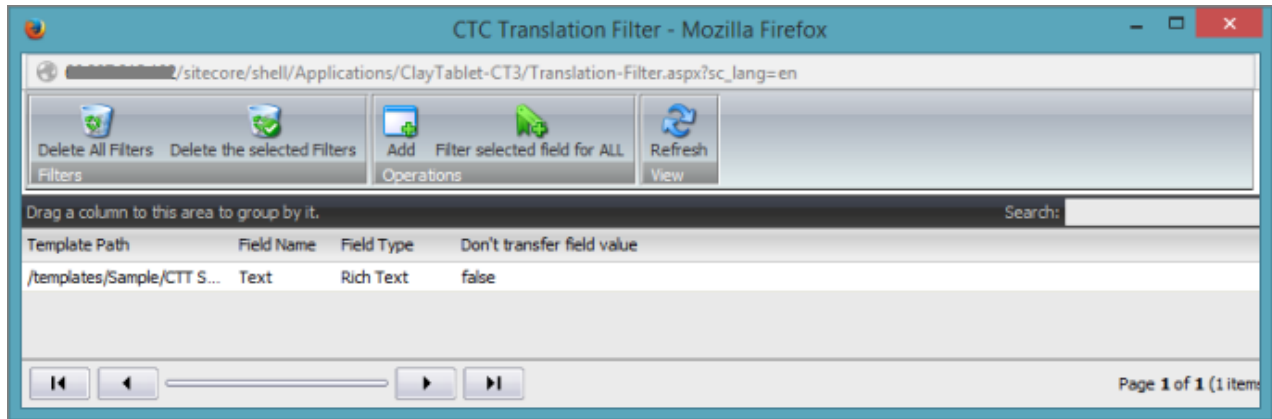 CTC Translation Filter - Mozilla Firefox
/sitecore/shell/Applications/ClayTablet-CT3/Translation-Filter.aspx?sc_lang=en
Delete All Filters Delete the selected Filters Add Filter selected field for ALL Refresh
Filters Operations View
Drag a column to this area to group by it. Search:
Template Path Field Name Field Type Don't transfer field value
/templates/Sample/CTT S... Text Rich Text false
Page 1 of 1 (1 items